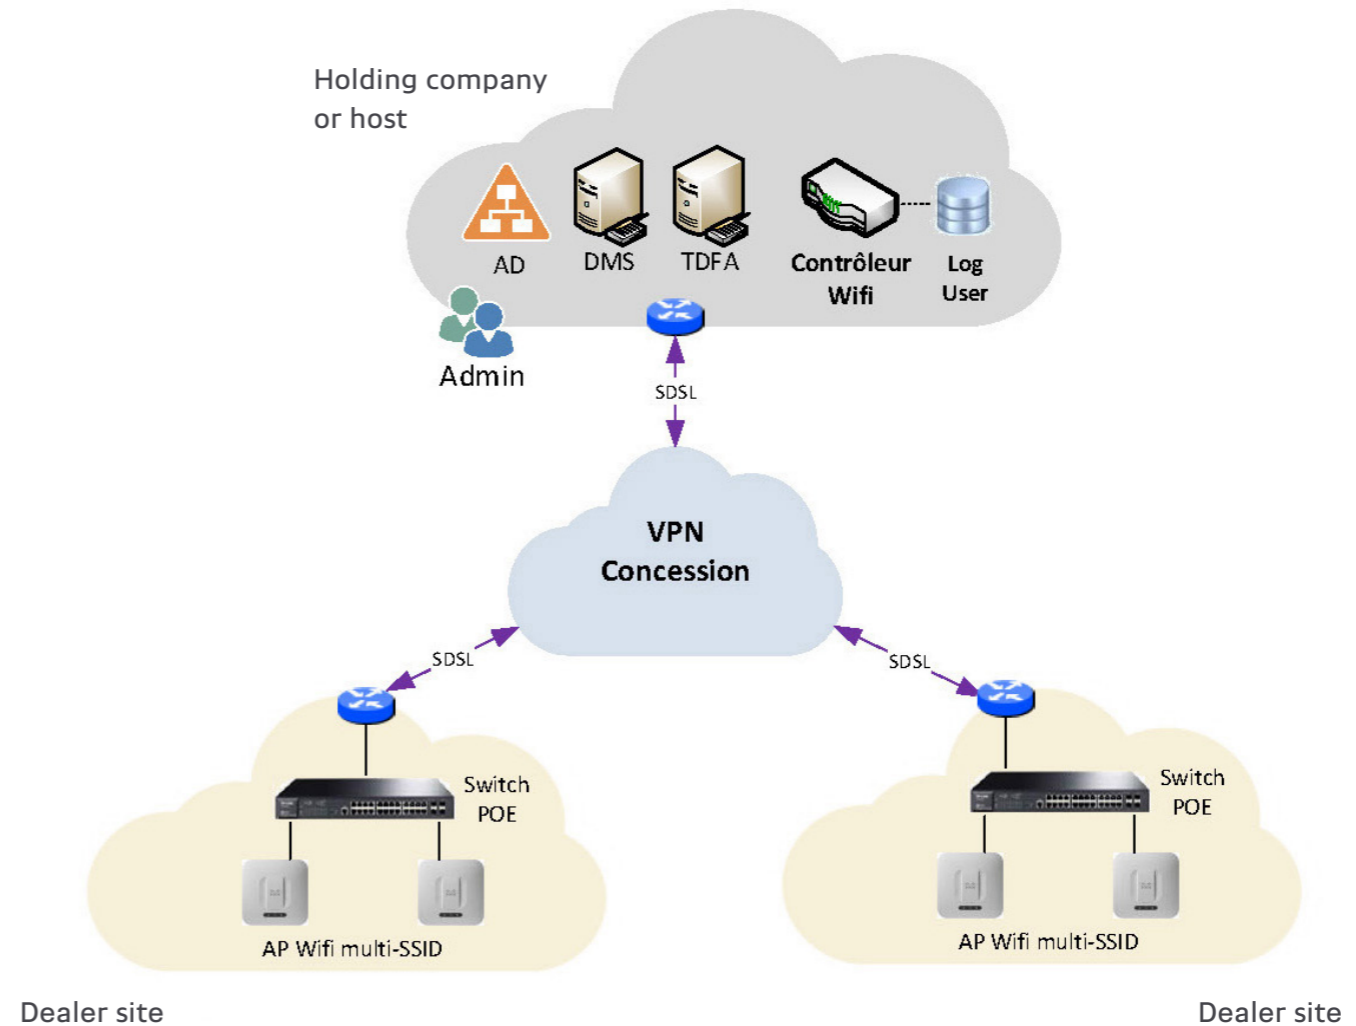 Holding company
or host
AD
DMS
TDFA
Contrôleur
Wifi
Log
User
Admin
SDSL
VPN
Concession
SDSL
SDSL
Switch
POE
Switch
POE
AP Wifi multi-SSID
AP Wifi multi-SSID
Dealer site
Dealer site